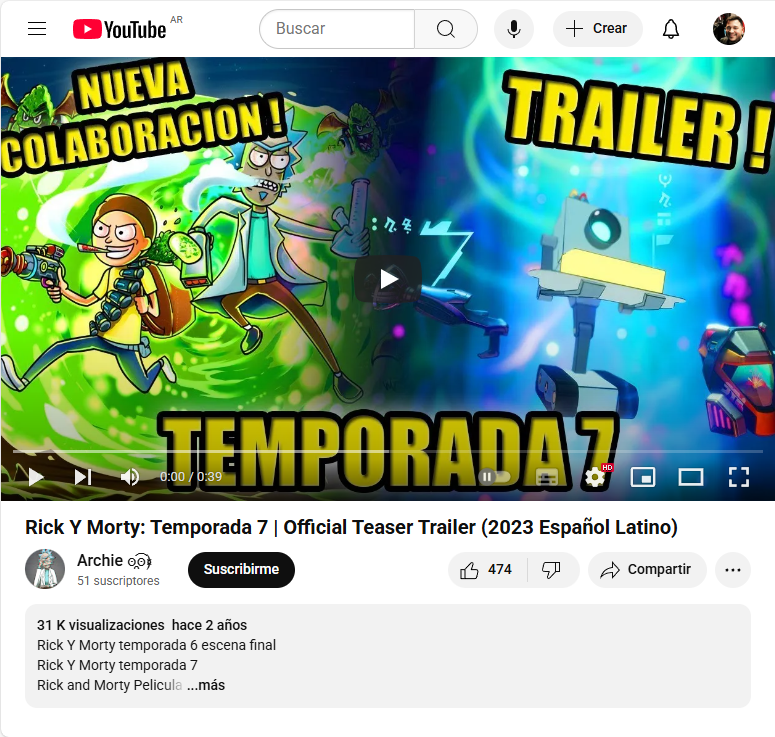 YouTube AR
Buscar
Crear
NUEVA
COLABORACION !
TRAILER !
TEMPORADA 7
0:00 / 0:39
HD
Rick Y Morty: Temporada 7 | Official Teaser Trailer (2023 Español Latino)
Archie
51 suscriptores
Suscribirme
474
Compartir
31 K visualizaciones hace 2 años
Rick Y Morty temporada 6 escena final
Rick Y Morty temporada 7
Rick and Morty Pelicula ...más